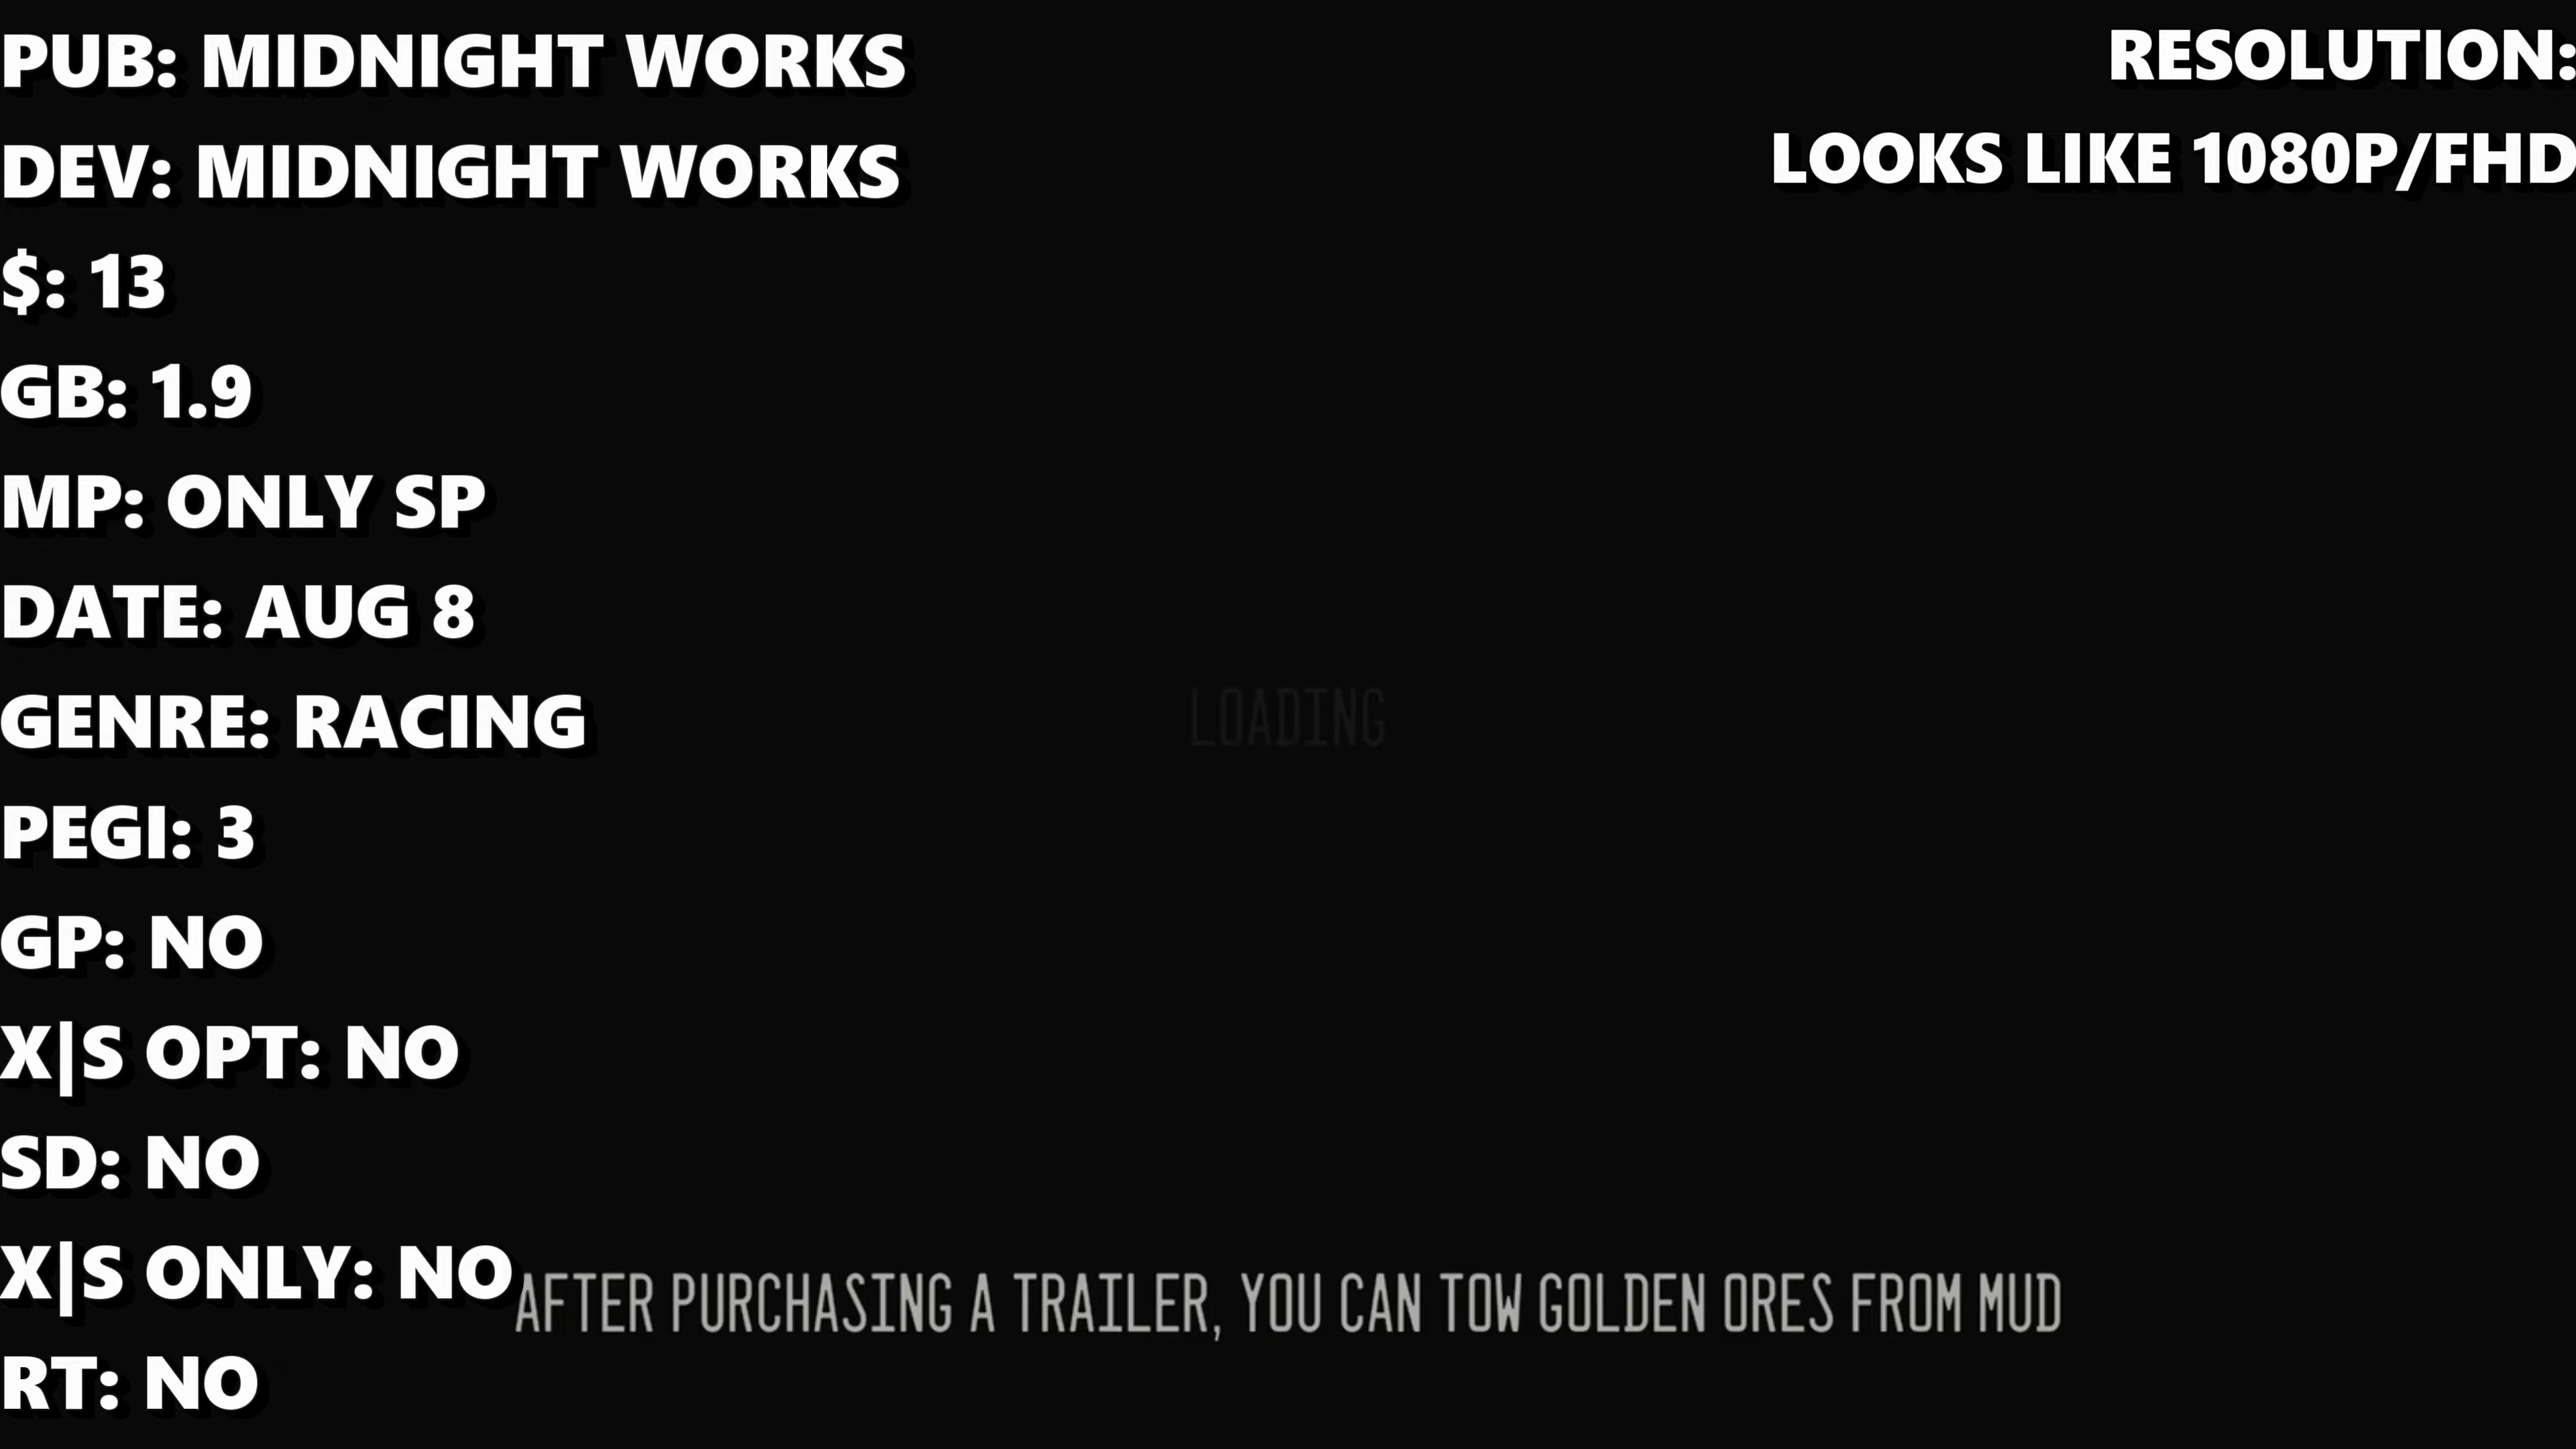 PUB: MIDNIGHT WORKS
DEV: MIDNIGHT WORKS
$: 13
GB: 1.9
MP: ONLY SP
DATE: AUG 8
GENRE: RACING
PEGI: 3
GP: NO
X|S OPT: NO
SD: NO
X|S ONLY: NO
RT: NO
RESOLUTION:
LOOKS LIKE 1080P/FHD
LOADING
AFTER PURCHASING A TRAILER, YOU CAN TOW GOLDEN ORES FROM MUD